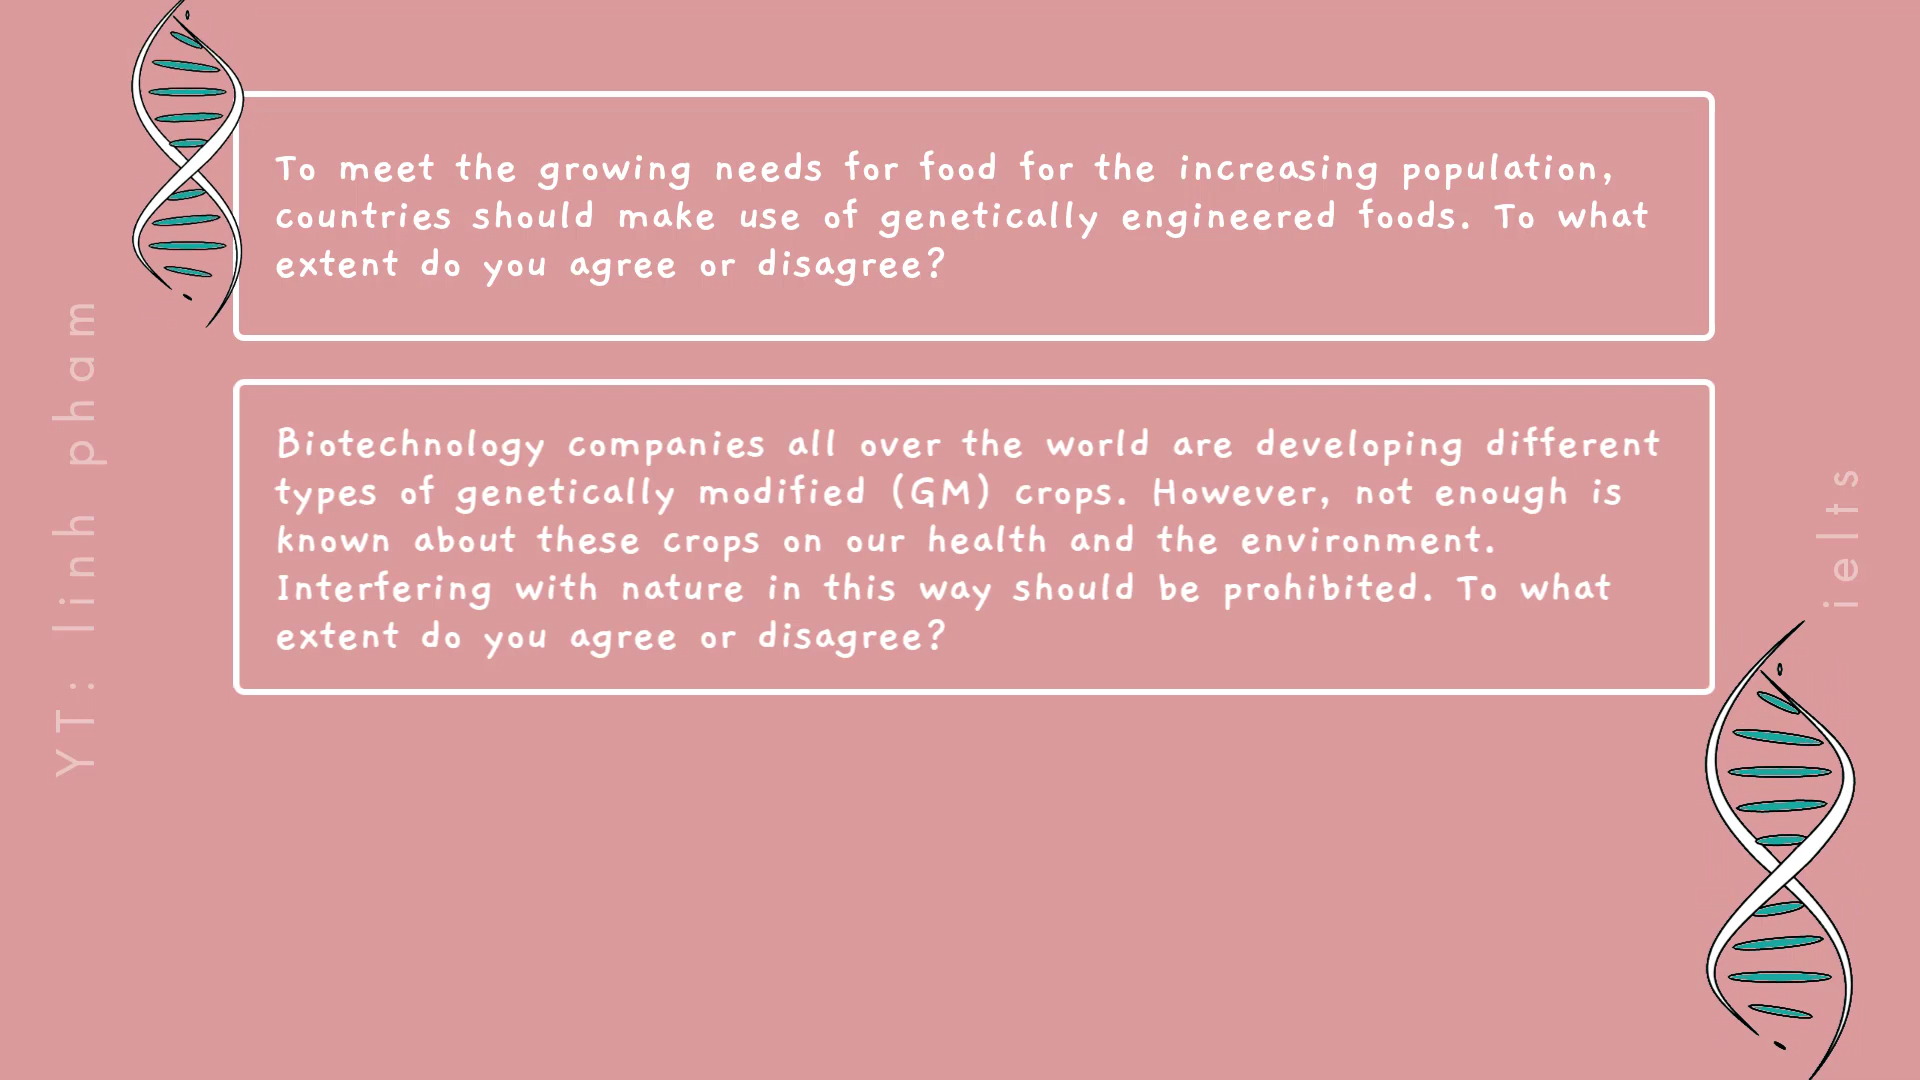 To meet the growing needs for food for the increasing population,
countries should make use of genetically engineered foods. To what
extent do you agree or disagree?
Biotechnology companies all over the world are developing different
types of genetically modified (GM) crops. However, not enough is
known about these crops on our health and the environment.
Interfering with nature in this way should be prohibited. To what
extent do you agree or disagree?
YT: linh pham
ielts